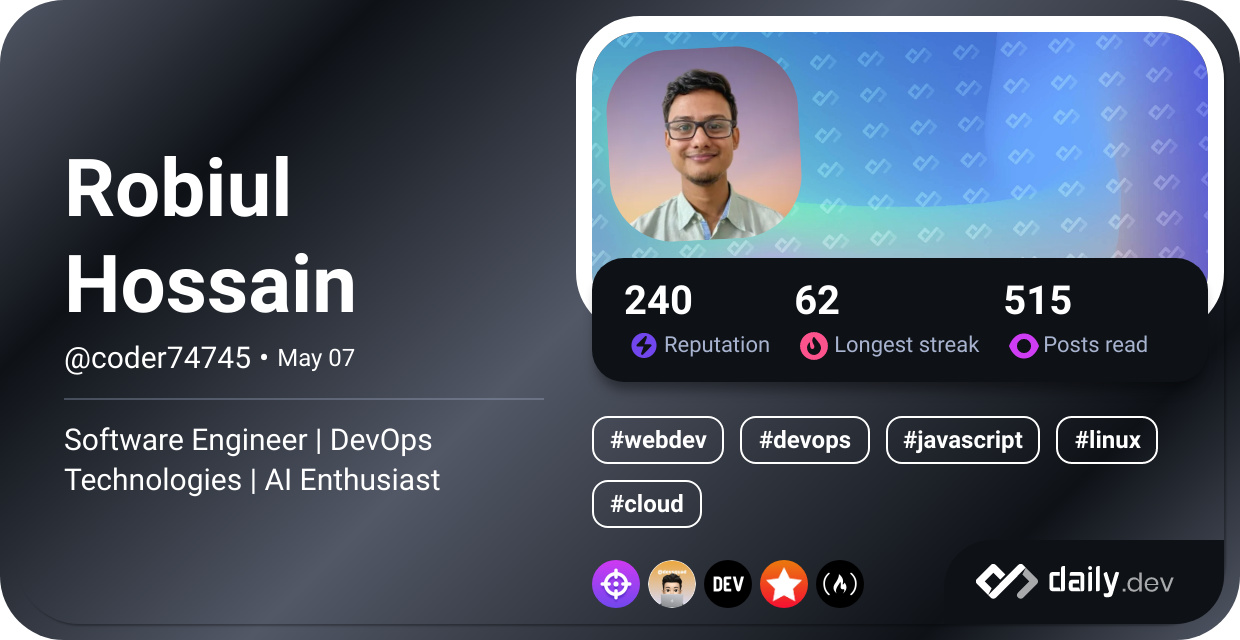 Robiul
Hossain
@coder74745 • May 07
Software Engineer | DevOps
Technologies | AI Enthusiast
240 62 515
Reputation Longest streak Posts read
#webdev #devops #javascript #linux
#cloud
DEV
daily.dev